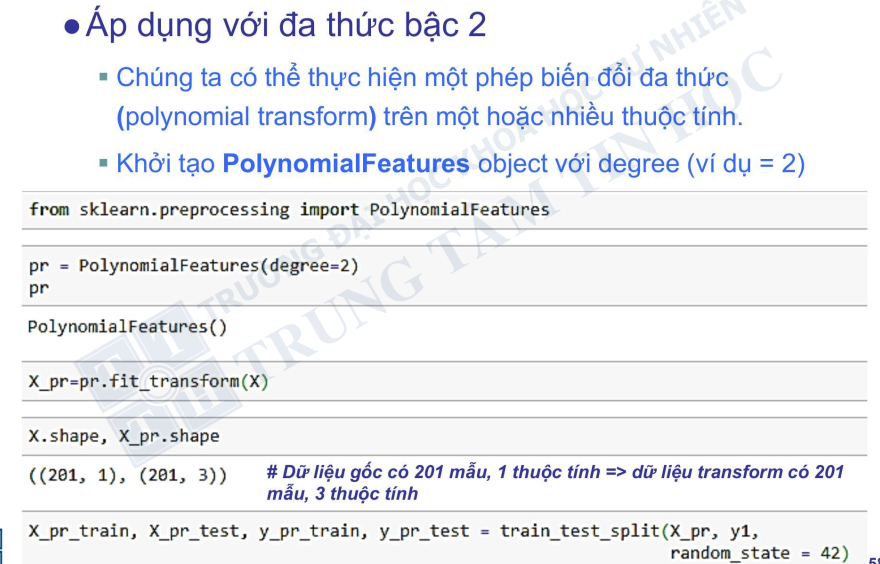 ●Áp dụng với đa thức bậc 2
▪ Chúng ta có thể thực hiện một phép biến đổi đa thức
(polynomial transform) trên một hoặc nhiều thuộc tính.
▪ Khởi tạo PolynomialFeatures object với degree (ví dụ = 2)
from sklearn.preprocessing import PolynomialFeatures
pr = PolynomialFeatures(degree=2)
pr
PolynomialFeatures()
X_pr=pr.fit_transform(X)
X.shape, X_pr.shape
((201, 1), (201, 3)) # Dữ liệu gốc có 201 mẫu, 1 thuộc tính => dữ liệu transform có 201
mẫu, 3 thuộc tính
X_pr_train, X_pr_test, y_pr_train, y_pr_test = train_test_split(X_pr, y1,
random_state = 42)
TRƯỜNG ĐẠI HỌC KHOA HỌC TỰ NHIÊN
TRUNG TÂM TIN HỌC